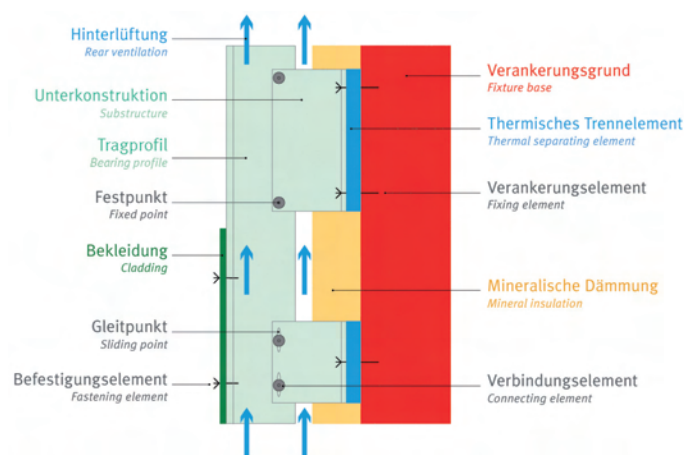 Hinterlüftung
Rear ventilation
Unterkonstruktion
Substructure
Tragprofil
Bearing profile
Festpunkt
Fixed point
Bekleidung
Cladding
Gleitpunkt
Sliding point
Befestigungselement
Fastening element
Verankerungsgrund
Fixture base
Thermisches Trennelement
Thermal separating element
Verankerungselement
Fixing element
Mineralische Dämmung
Mineral insulation
Verbindungselement
Connecting element